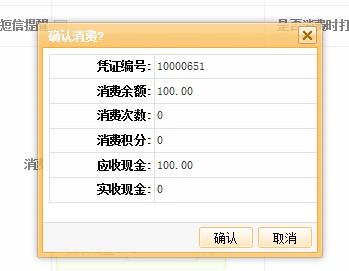 短信提醒
是否消费时打
确认消费?
凭证编号: 10000651
消费余额: 100.00
消费次数: 0
消费积分: 0
应收现金: 100.00
实收现金: 0
消
确认 取消